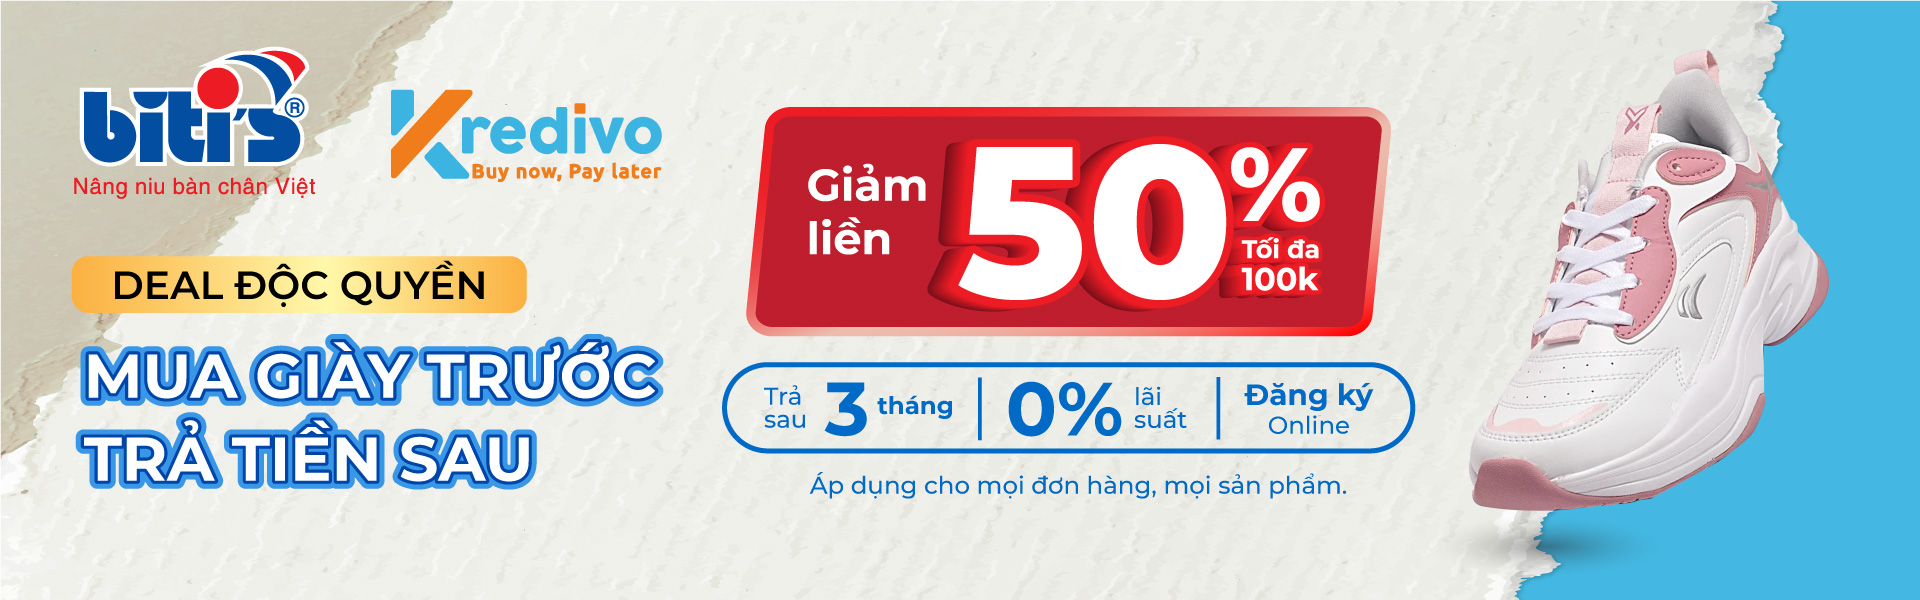 biti's®
Nâng niu bàn chân Việt
Kredivo
Buy now, Pay later
DEAL ĐỘC QUYỀN
MUA GIÀY TRƯỚC
TRẢ TIỀN SAU
Giảm
liền
50%
Tối đa
100k
Trả
sau
3 tháng
0%
lãi
suất
Đăng ký
Online
Áp dụng cho mọi đơn hàng, mọi sản phẩm.